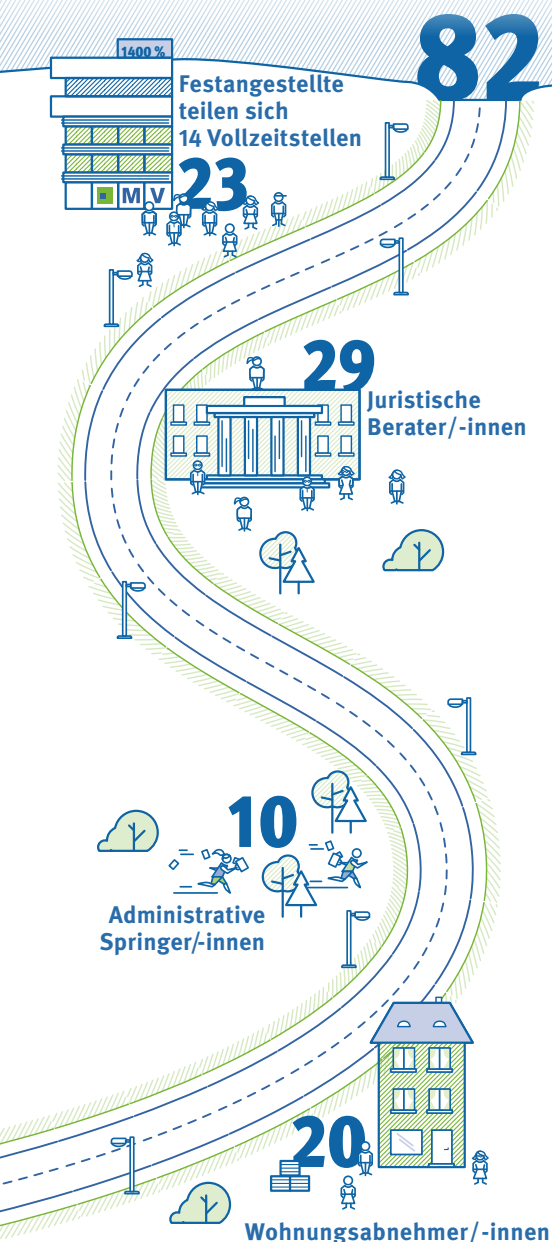 82
1400 %
Festangestellte
teilen sich
14 Vollzeitstellen
23
MV
29
Juristische
Berater/-innen
10
Administrative
Springer/-innen
20
Wohnungsabnehmer/-innen